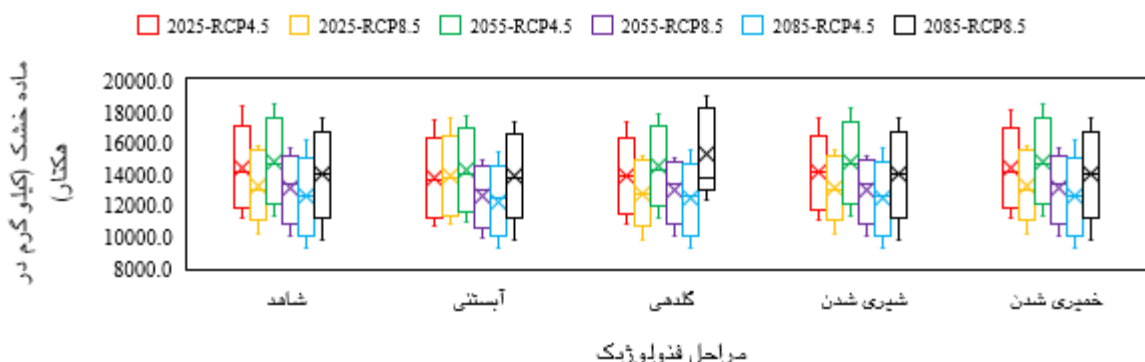 2025-RCP4.5 2025-RCP8.5 2055-RCP4.5 2055-RCP8.5 2085-RCP4.5 2085-RCP8.5
ماده خشک (کیلو گرم در
هکتار)
20000.0
18000.0
16000.0
14000.0
12000.0
10000.0
8000.0
شاهد آبستنی گلدهی شیری شدن خمیری شدن
مراحل فنولوژیک